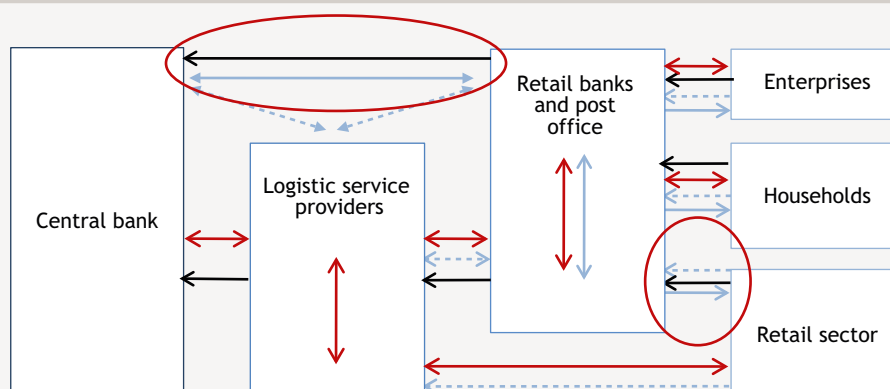 Retail banks
and post
office
Enterprises
Logistic service
providers
Households
Central bank
Retail sector